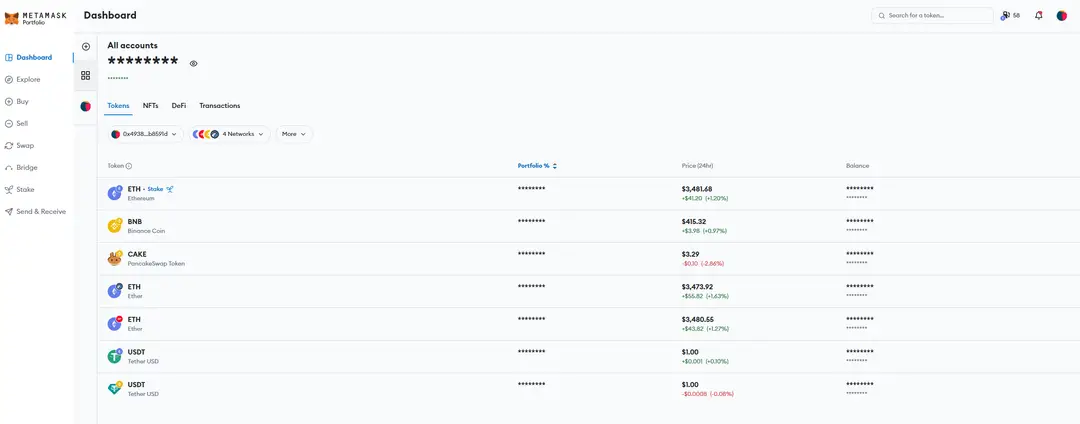 METAMASK
Portfolio
Dashboard
Search for a token...
58
Dashboard
Explore
Buy
Sell
Swap
Bridge
Stake
Send & Receive
All accounts
********
********
Tokens NFTs DeFi Transactions
0x4938...b8591d 4 Networks More
Token Portfolio % Price (24hr) Balance
ETH • Stake ******** $3,481.68 ********
Ethereum +$41.20 (+1.20%) ********
BNB ******** $415.32 ********
Binance Coin +$3.98 (+0.97%) ********
CAKE ******** $3.29 ********
PancakeSwap Token -$0.10 (-2.86%) ********
ETH ******** $3,473.92 ********
Ether +$55.82 (+1.63%) ********
ETH ******** $3,480.55 ********
Ether +$43.82 (+1.27%) ********
USDT ******** $1.00 ********
Tether USD +$0.001 (+0.10%) ********
USDT ******** $1.00 ********
Tether USD -$0.0008 (-0.08%) ********